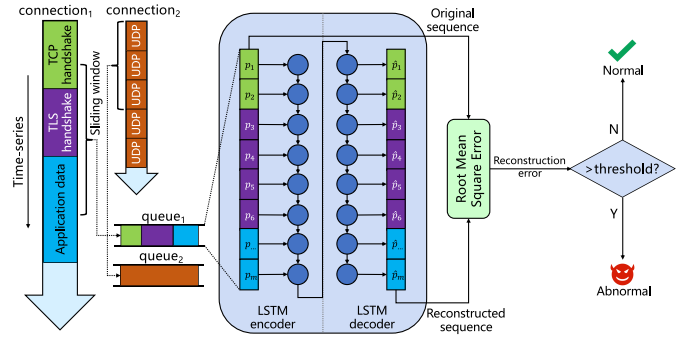 connection₁
connection₂
Time-series
TCP
handshake
TLS
handshake
Application data
Sliding window
UDP
UDP
UDP
UDP
UDP
UDP
queue₁
queue₂
p₁
p₂
p₃
p₄
p₅
p₆
p...
pₘ
p̂₁
p̂₂
p̂₃
p̂₄
p̂₅
p̂₆
p̂...
p̂ₘ
LSTM
encoder
LSTM
decoder
Original
sequence
Reconstructed
sequence
Root Mean
Square Error
Reconstruction
error
>threshold?
N
Normal
Y
Abnormal